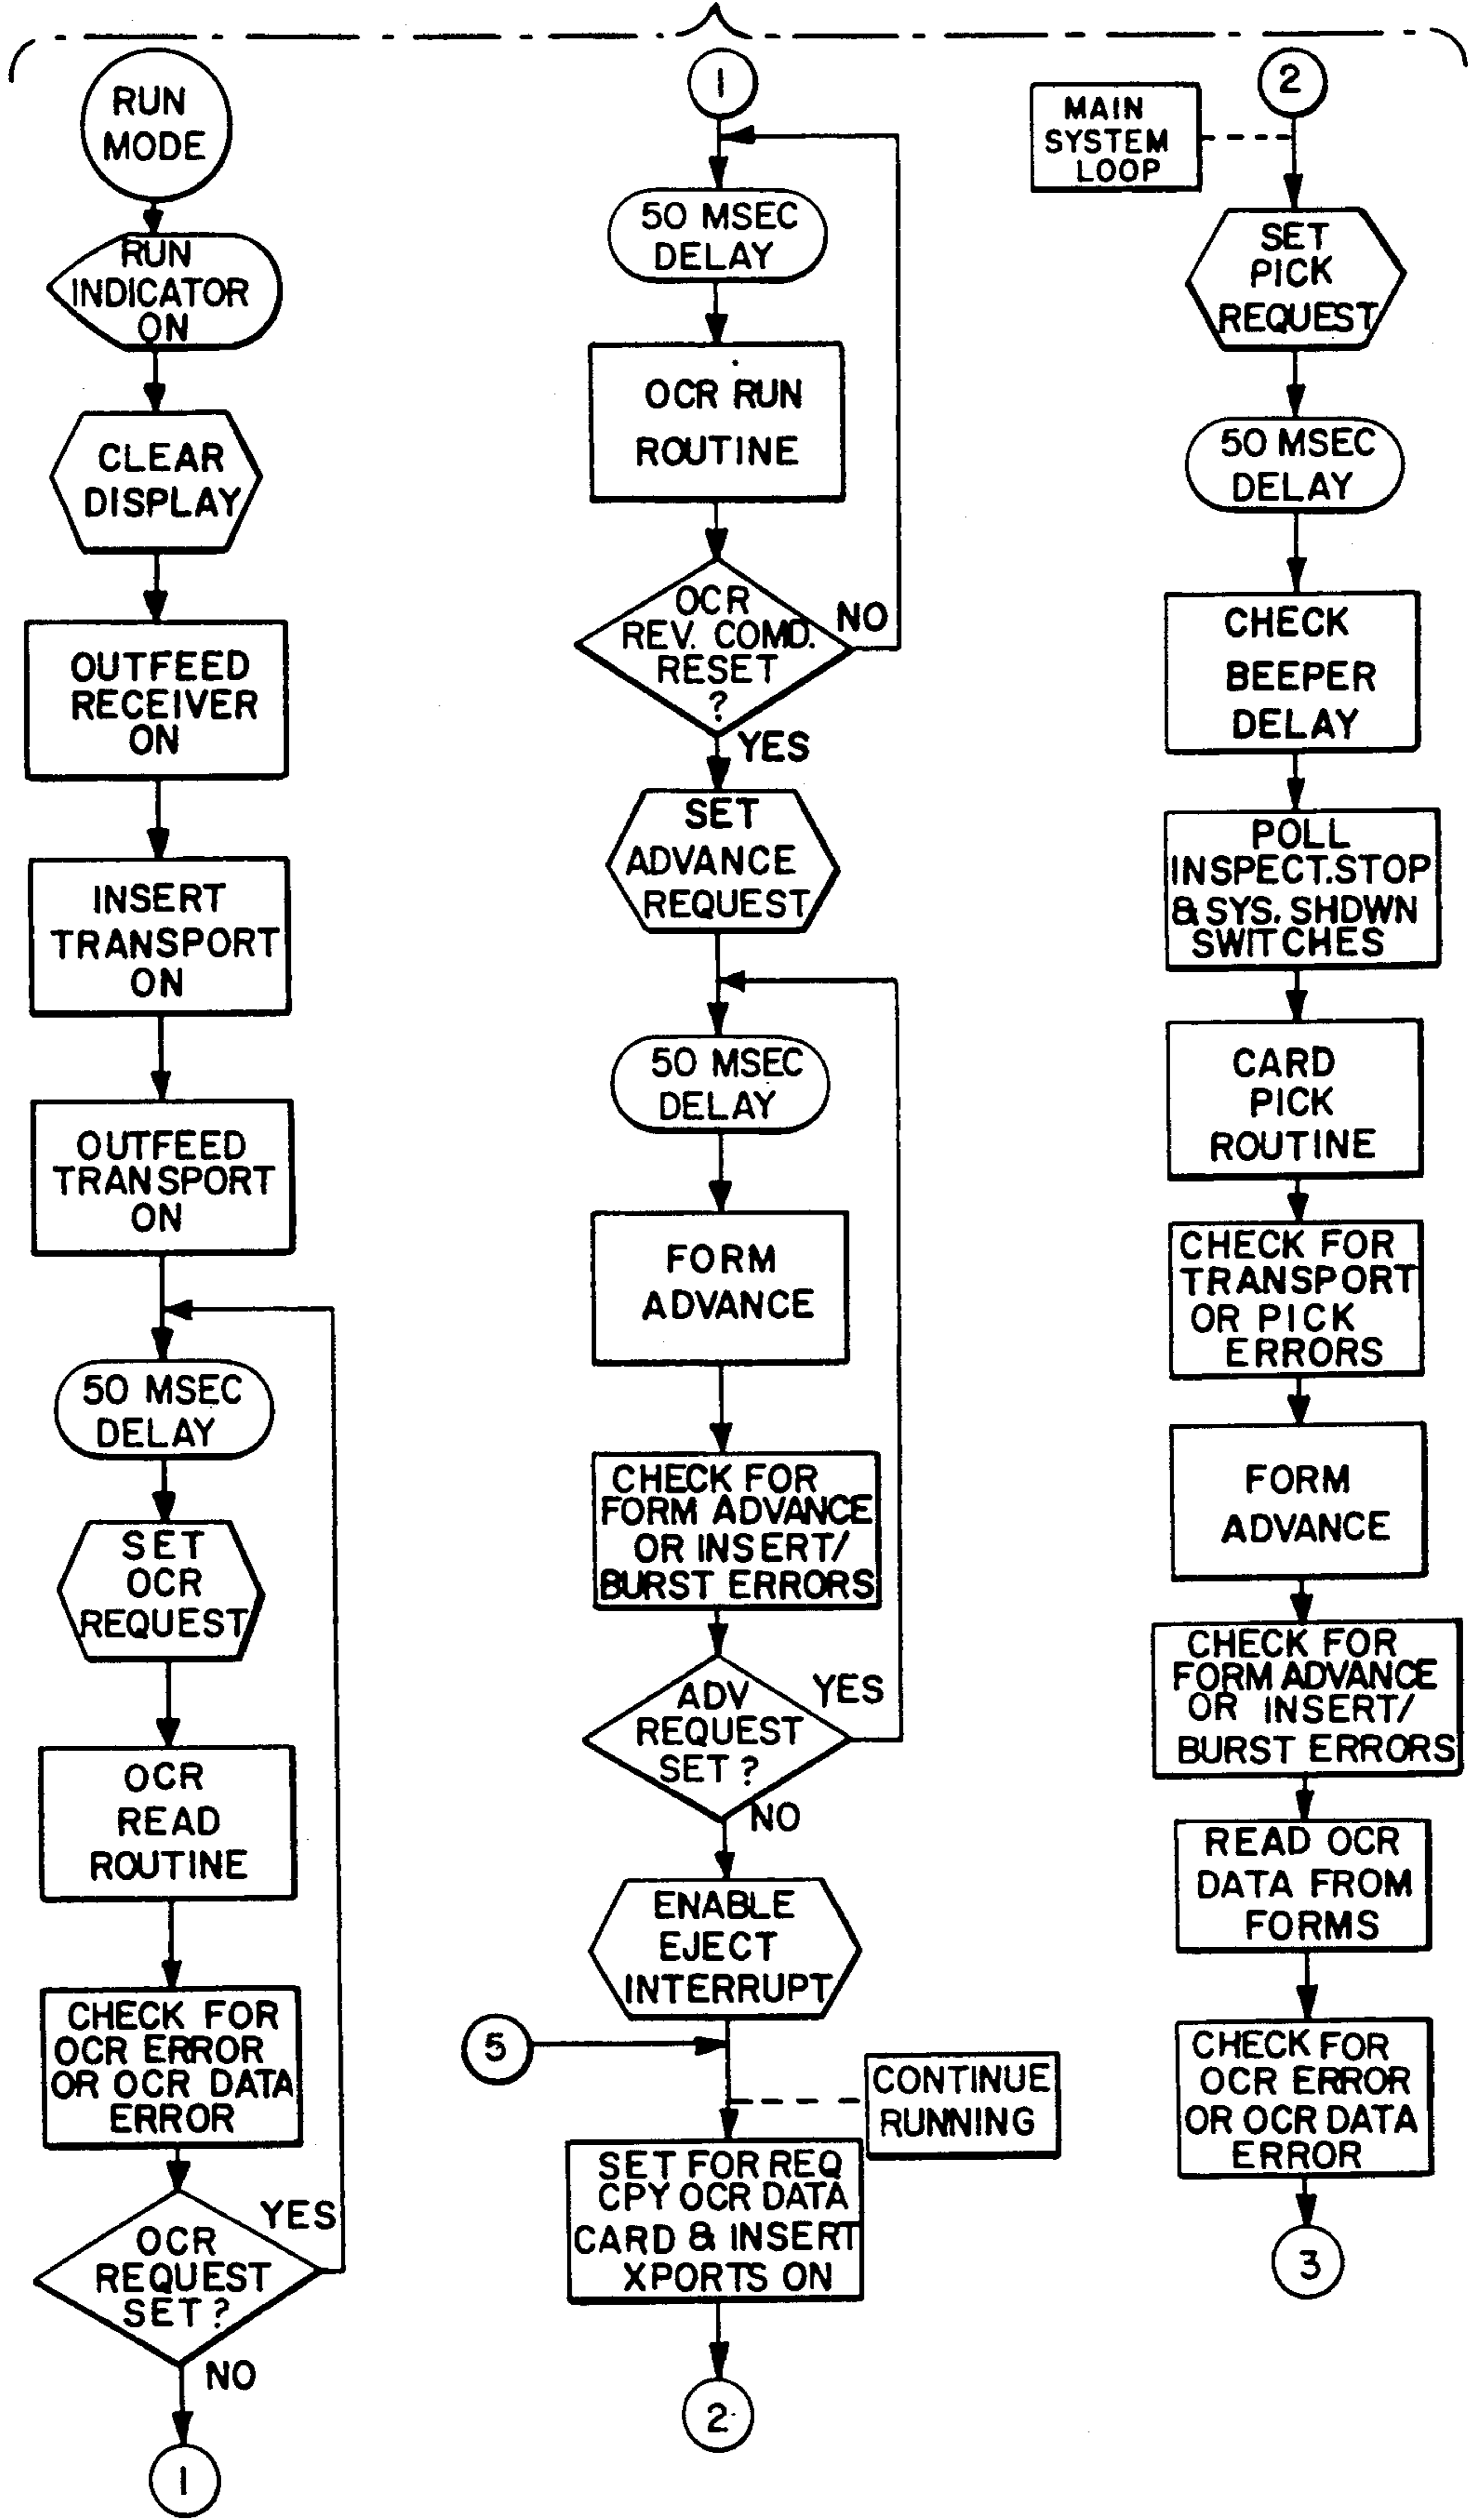 RUN
MODE
RUN
INDICATOR
ON
CLEAR
DISPLAY
OUTFEED
RECEIVER
ON
INSERT
TRANSPORT
ON
OUTFEED
TRANSPORT
ON
50 MSEC
DELAY
SET
OCR
REQUEST
OCR
READ
ROUTINE
CHECK FOR
OCR ERROR
OR OCR DATA
ERROR
OCR
REQUEST
SET?
YES
NO
1
1
50 MSEC
DELAY
OCR RUN
ROUTINE
OCR
REV. COMD.
RESET
?
NO
YES
SET
ADVANCE
REQUEST
50 MSEC
DELAY
FORM
ADVANCE
CHECK FOR
FORM ADVANCE
OR INSERT/
BURST ERRORS
ADV
REQUEST
SET?
YES
NO
ENABLE
EJECT
INTERRUPT
5
CONTINUE
RUNNING
SET FOR REQ
CPY OCR DATA
CARD & INSERT
XPORTS ON
2
2
MAIN
SYSTEM
LOOP
SET
PICK
REQUEST
50 MSEC
DELAY
CHECK
BEEPER
DELAY
POLL
INSPECT.STOP
& SYS. SHDWN
SWITCHES
CARD
PICK
ROUTINE
CHECK FOR
TRANSPORT
OR PICK
ERRORS
FORM
ADVANCE
CHECK FOR
FORM ADVANCE
OR INSERT/
BURST ERRORS
READ OCR
DATA FROM
FORMS
CHECK FOR
OCR ERROR
OR OCR DATA
ERROR
3